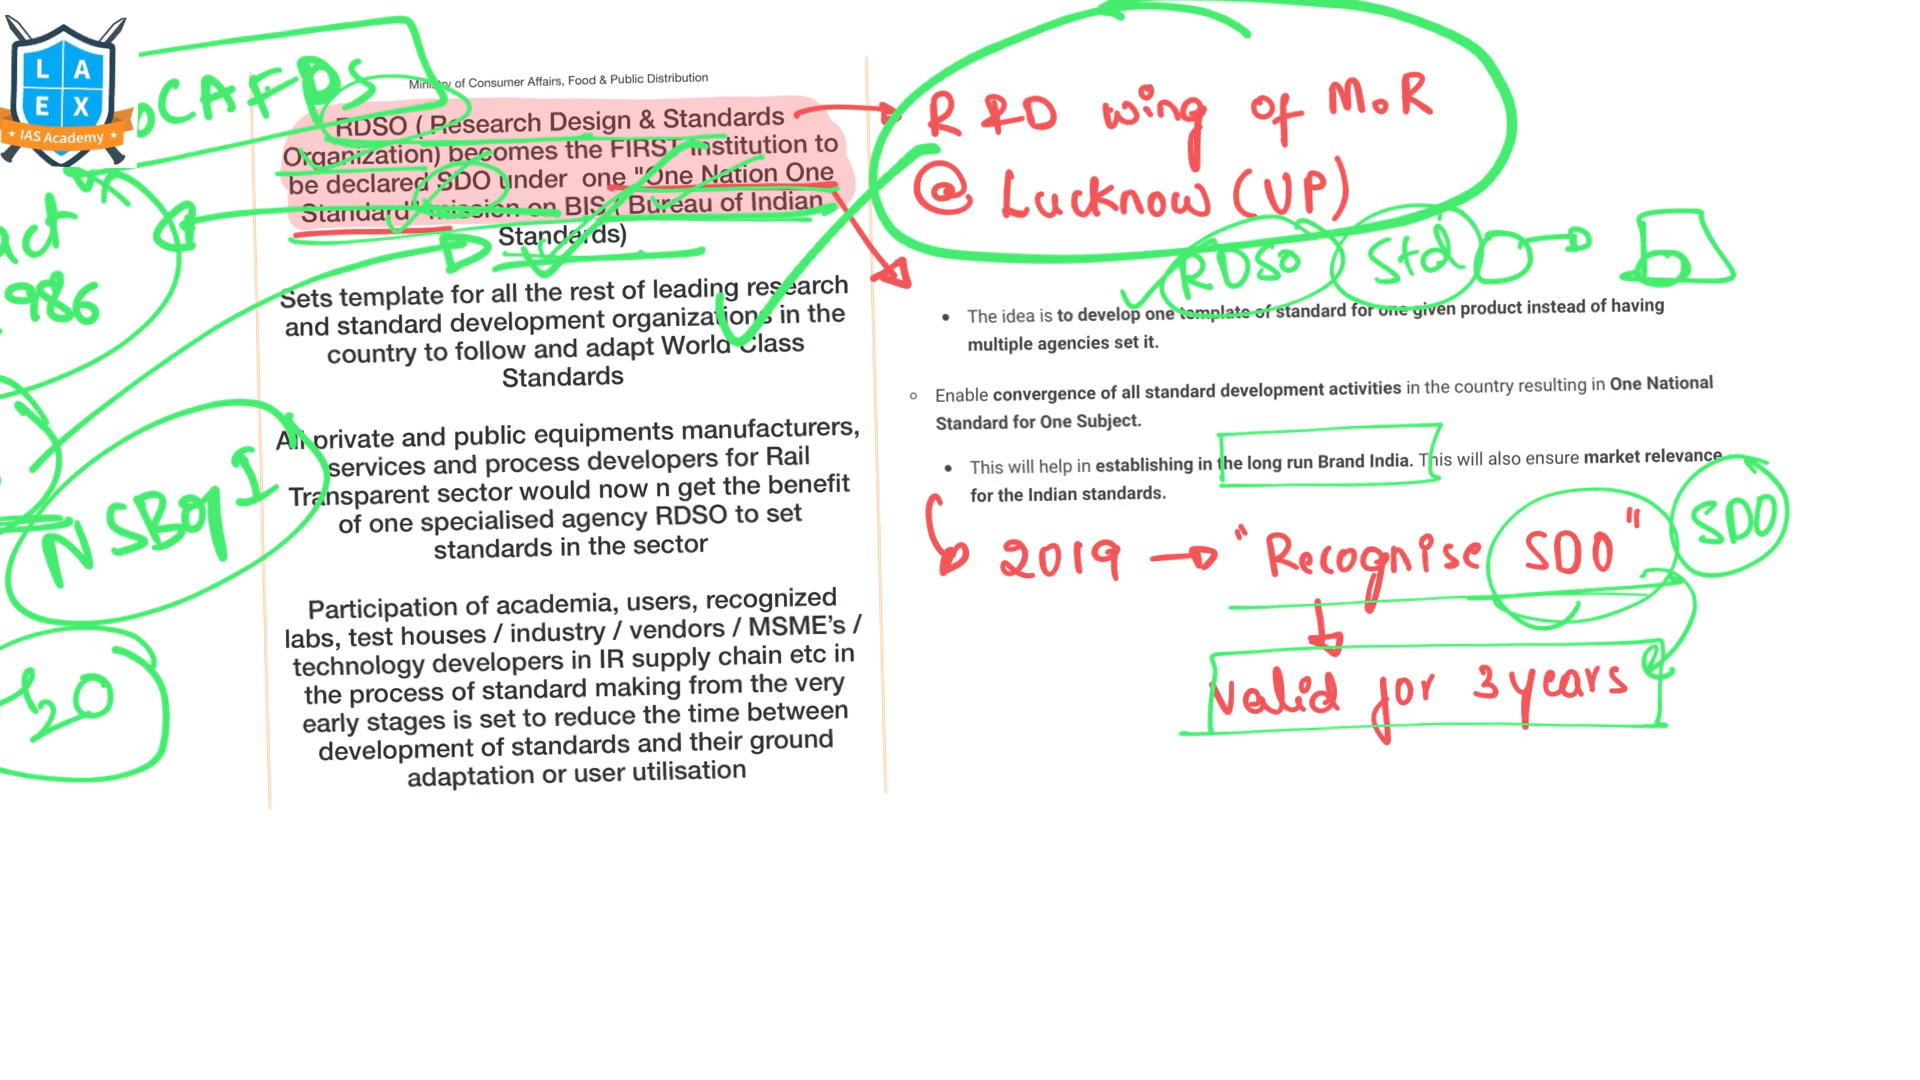 L A
E X
IAS Academy
oCAFPDS
act
1986
NSBoyI
Ministry of Consumer Affairs, Food & Public Distribution
RDSO ( Research Design & Standards
Organization) becomes the FIRST institution to
be declared SDO under one "One Nation One
Standard" mission on BIS ( Bureau of Indian
Standards)
Sets template for all the rest of leading research
and standard development organizations in the
country to follow and adapt World Class
Standards
All private and public equipments manufacturers,
services and process developers for Rail
Transparent sector would now n get the benefit
of one specialised agency RDSO to set
standards in the sector
Participation of academia, users, recognized
labs, test houses / industry / vendors / MSME's /
technology developers in IR supply chain etc in
the process of standard making from the very
early stages is set to reduce the time between
development of standards and their ground
adaptation or user utilisation
R&D wing of M.o.R
@ Lucknow (UP)
RDSO Std
The idea is to develop one template of standard for one given product instead of having
multiple agencies set it.
Enable convergence of all standard development activities in the country resulting in One National
Standard for One Subject.
This will help in establishing in the long run Brand India. This will also ensure market relevance
for the Indian standards.
2019 → "Recognise SDO" SDO
Valid for 3 years